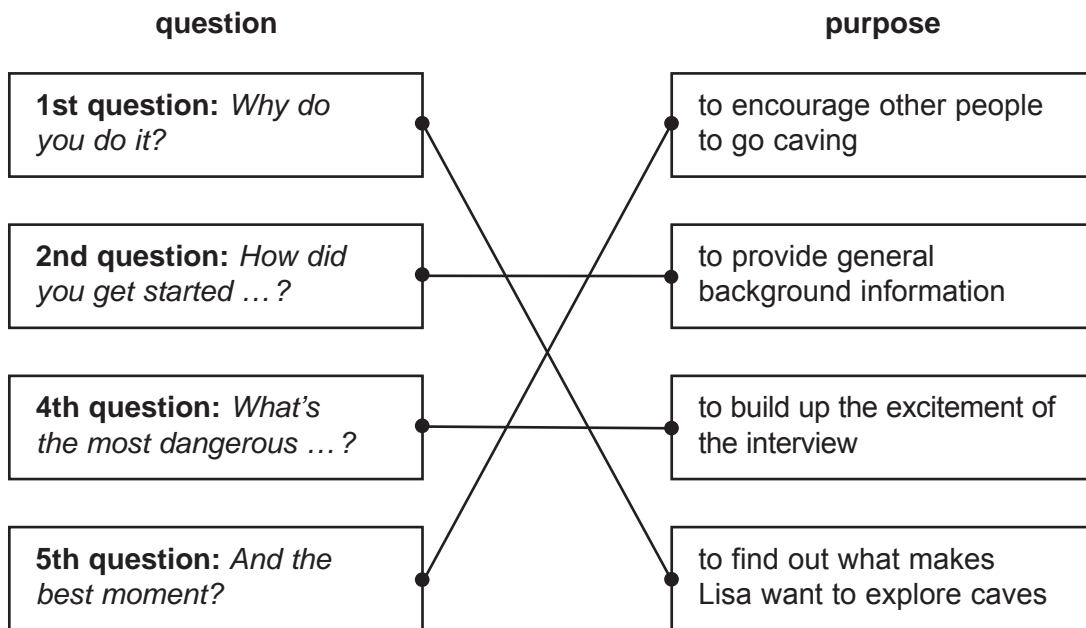 question
purpose
1st question: Why do
you do it?
to encourage other people
to go caving
2nd question: How did
you get started …?
to provide general
background information
4th question: What’s
the most dangerous …?
to build up the excitement of
the interview
5th question: And the
best moment?
to find out what makes
Lisa want to explore caves